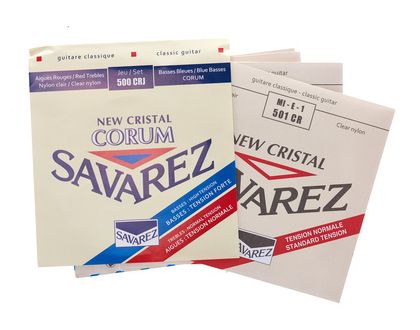 guitare classique
classic guitar
Aigues Rouges/Red Trebles
Nylon clair / Clear nylon
Jeu / Set
500 CRJ
Basses Bleues/Blue Basses
CORUM
NEW CRISTAL
CORUM
SAVAREZ
BASSES - HIGH TENSION
BASSES - TENSION FORTE
TREBLES - NORMAL TENSION
AIGUËS - TENSION NORMALE
SAVAREZ
guitare classique - classic guitar
MI - E - 1
501 CR
Clear nylon
NEW CRISTAL
SAVAREZ
TENSION NORMALE
STANDARD TENSION
SAVAREZ